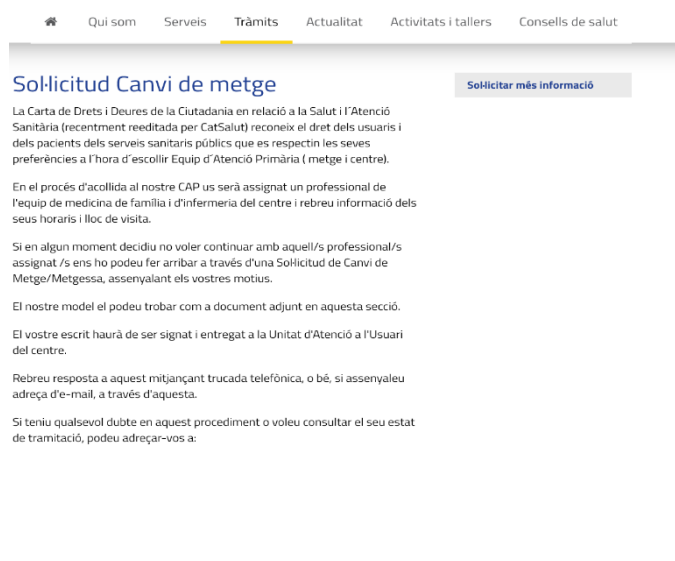 Qui som Serveis Tràmits Actualitat Activitats i tallers Consells de salut
Sol·licitud Canvi de metge
Sol·licitar més informació
La Carta de Drets i Deures de la Ciutadania en relació a la Salut i l´Atenció
Sanitària (recentment reeditada per CatSalut) reconeix el dret dels usuaris i
dels pacients dels serveis sanitaris públics que es respectin les seves
preferències a l´hora d´escollir Equip d´Atenció Primària ( metge i centre).
En el procés d'acollida al nostre CAP us serà assignat un professional de
l'equip de medicina de família i d'infermeria del centre i rebreu informació dels
seus horaris i lloc de visita.
Si en algun moment decidiu no voler continuar amb aquell/s professional/s
assignat /s ens ho podeu fer arribar a través d'una Sol·licitud de Canvi de
Metge/Metgessa, assenyalant els vostres motius.
El nostre model el podeu trobar com a document adjunt en aquesta secció.
El vostre escrit haurà de ser signat i entregat a la Unitat d'Atenció a l'Usuari
del centre.
Rebreu resposta a aquest mitjançant trucada telefònica, o bé, si assenyaleu
adreça d'e-mail, a través d'aquesta.
Si teniu qualsevol dubte en aquest procediment o voleu consultar el seu estat
de tramitació, podeu adreçar-vos a: